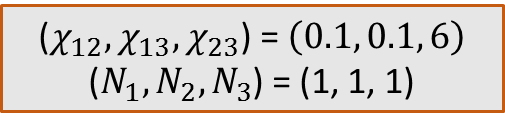 (χ₁₂, χ₁₃, χ₂₃) = (0.1, 0.1, 6)
(N₁, N₂, N₃) = (1, 1, 1)